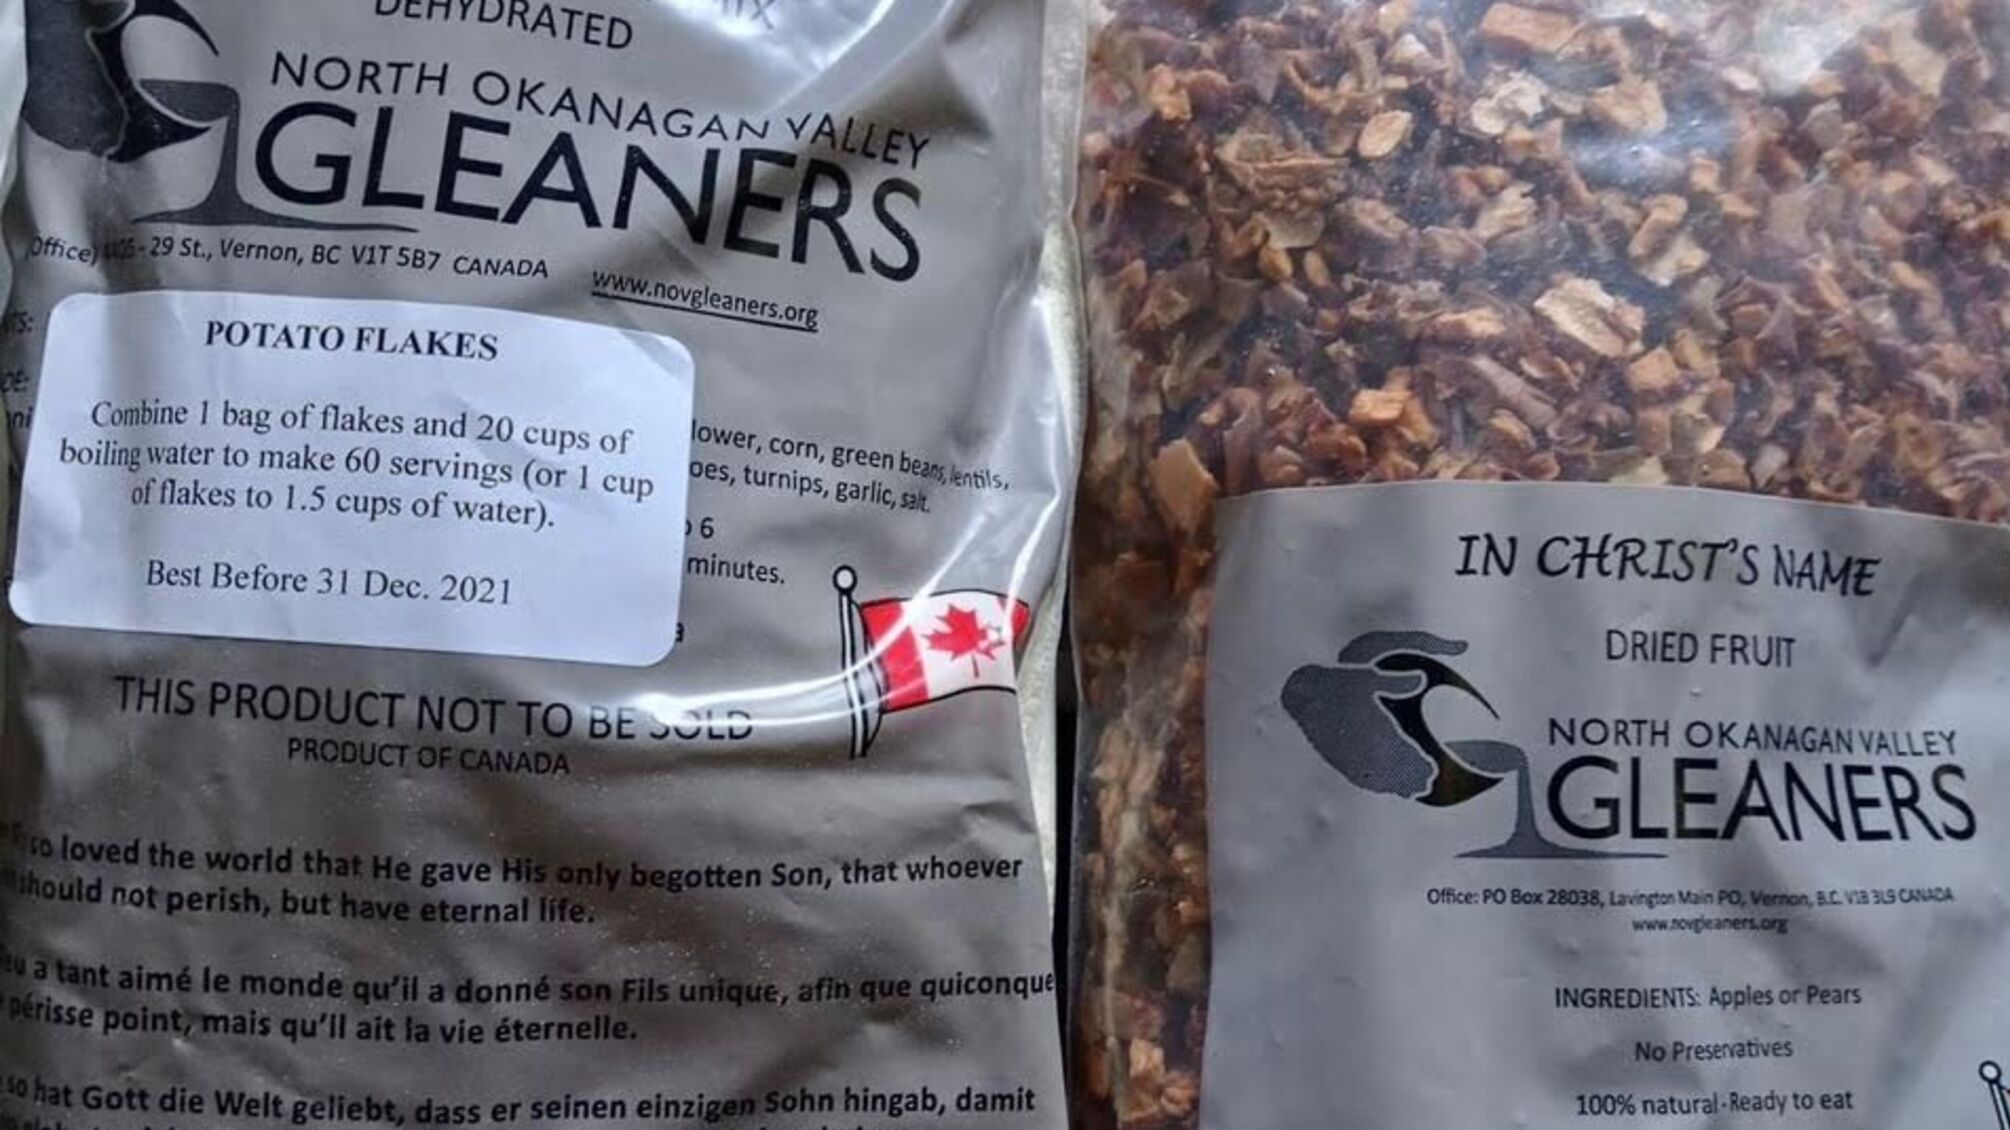 DEHYDRATED
NORTH OKANAGAN VALLEY
GLEANERS
Office) - 29 St., Vernon, BC V1T 5B7 CANADA
www.novgleaners.org
POTATO FLAKES
Combine 1 bag of flakes and 20 cups of
boiling water to make 60 servings (or 1 cup
of flakes to 1.5 cups of water).
Best Before 31 Dec. 2021
corn, green beans, lentils,
turnips, garlic, salt.
6
minutes.
THIS PRODUCT NOT TO BE SOLD
PRODUCT OF CANADA
so loved the world that He gave His only begotten Son, that whoever
should not perish, but have eternal life.
a tant aimé le monde qu'il a donné son Fils unique, afin que quiconque
périsse point, mais qu'il ait la vie éternelle.
so hat Gott die Welt geliebt, dass er seinen einzigen Sohn hingab, damit
IN CHRIST'S NAME
DRIED FRUIT
NORTH OKANAGAN VALLEY
GLEANERS
Office: PO Box 28038, Lavington Main PO, Vernon, B.C. V1B 3L9 CANADA
www.novgleaners.org
INGREDIENTS: Apples or Pears
No Preservatives
100% natural-Ready to eat